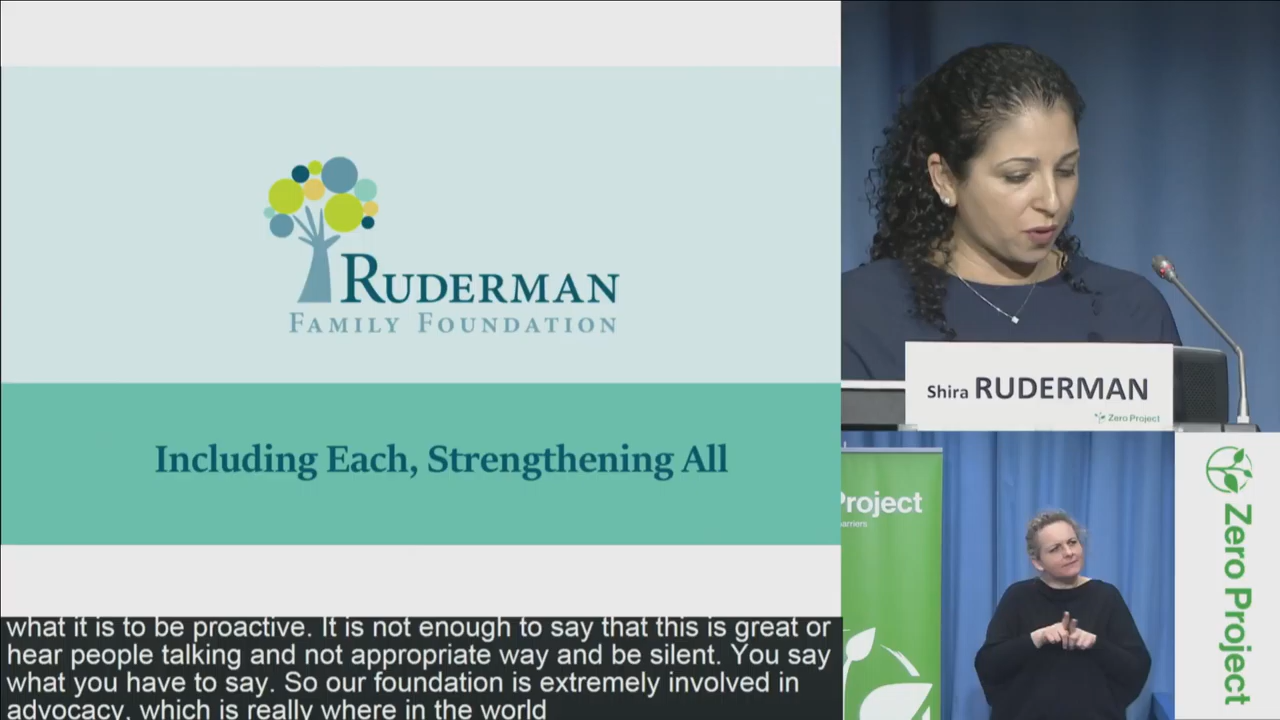 RUDERMAN
FAMILY FOUNDATION
Including Each, Strengthening All
what it is to be proactive. It is not enough to say that this is great or
hear people talking and not appropriate way and be silent. You say
what you have to say. So our foundation is extremely involved in
advocacy, which is really where in the world
Shira RUDERMAN
Zero Project
Project
arriers
Zero Project